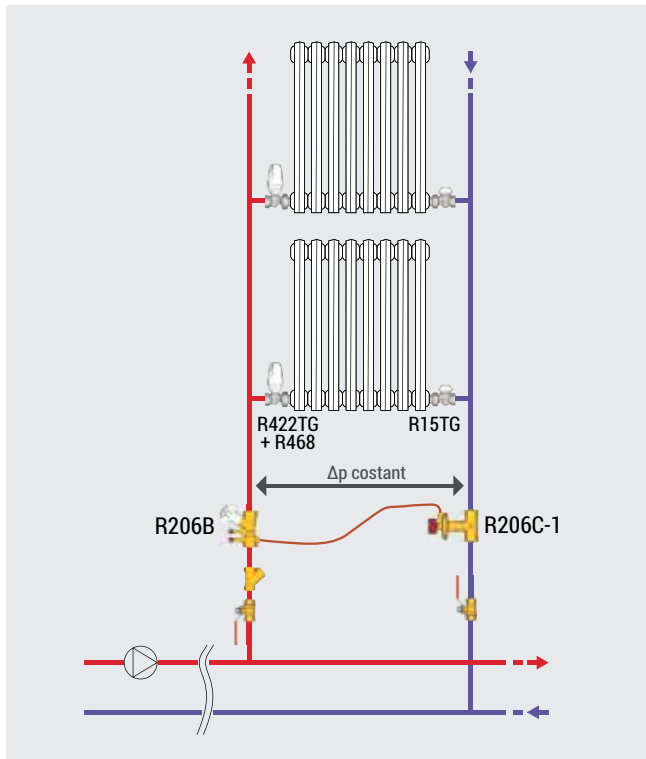 R422TG
+ R468
R15TG
Δp costant
R206B
R206C-1